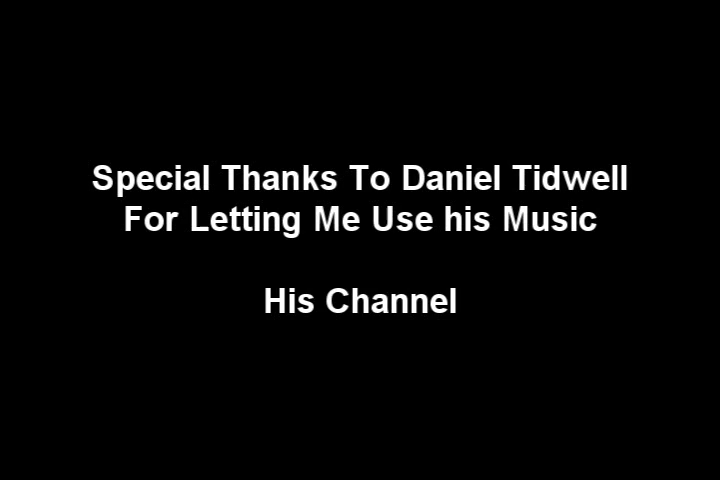 Special Thanks To Daniel Tidwell
For Letting Me Use his Music
His Channel